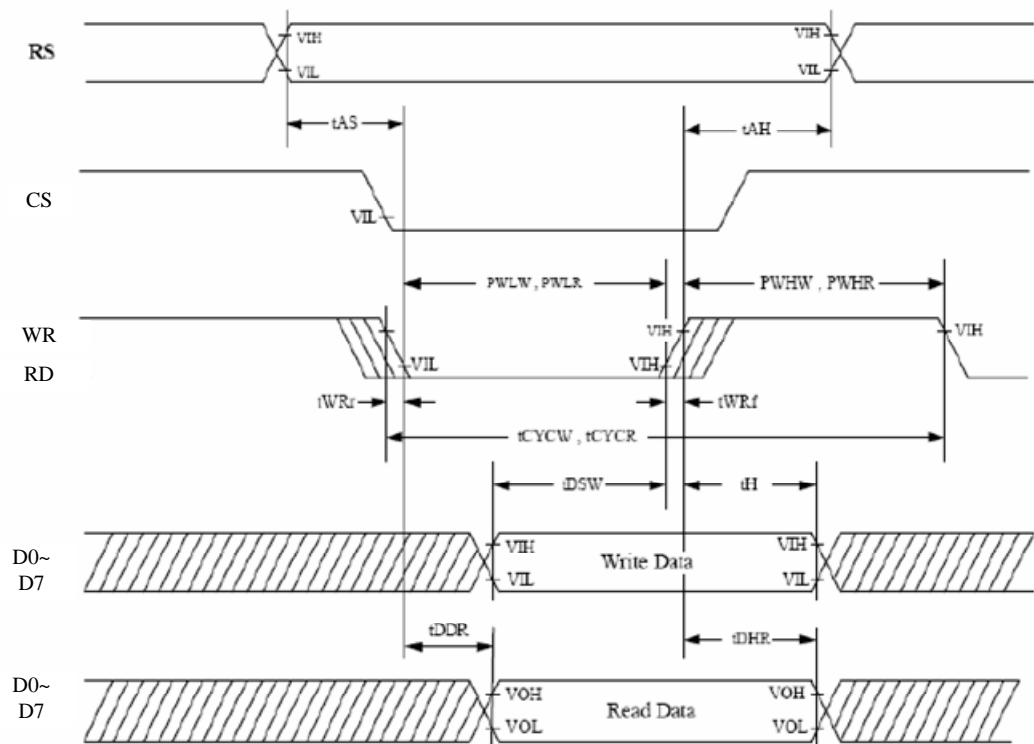 RS
VIH
VIH
VIL
VIL
tAS
tAH
CS
VIL
PWLW , PWLR
PWHW , PWHR
WR
VIH
VIH
RD
VIL
VIH
tWRr
tWRf
tCYCW , tCYCR
tDSW
tH
D0~
D7
VIH
Write Data
VIH
VIL
VIL
tDDR
tDHR
D0~
D7
VOH
Read Data
VOH
VOL
VOL